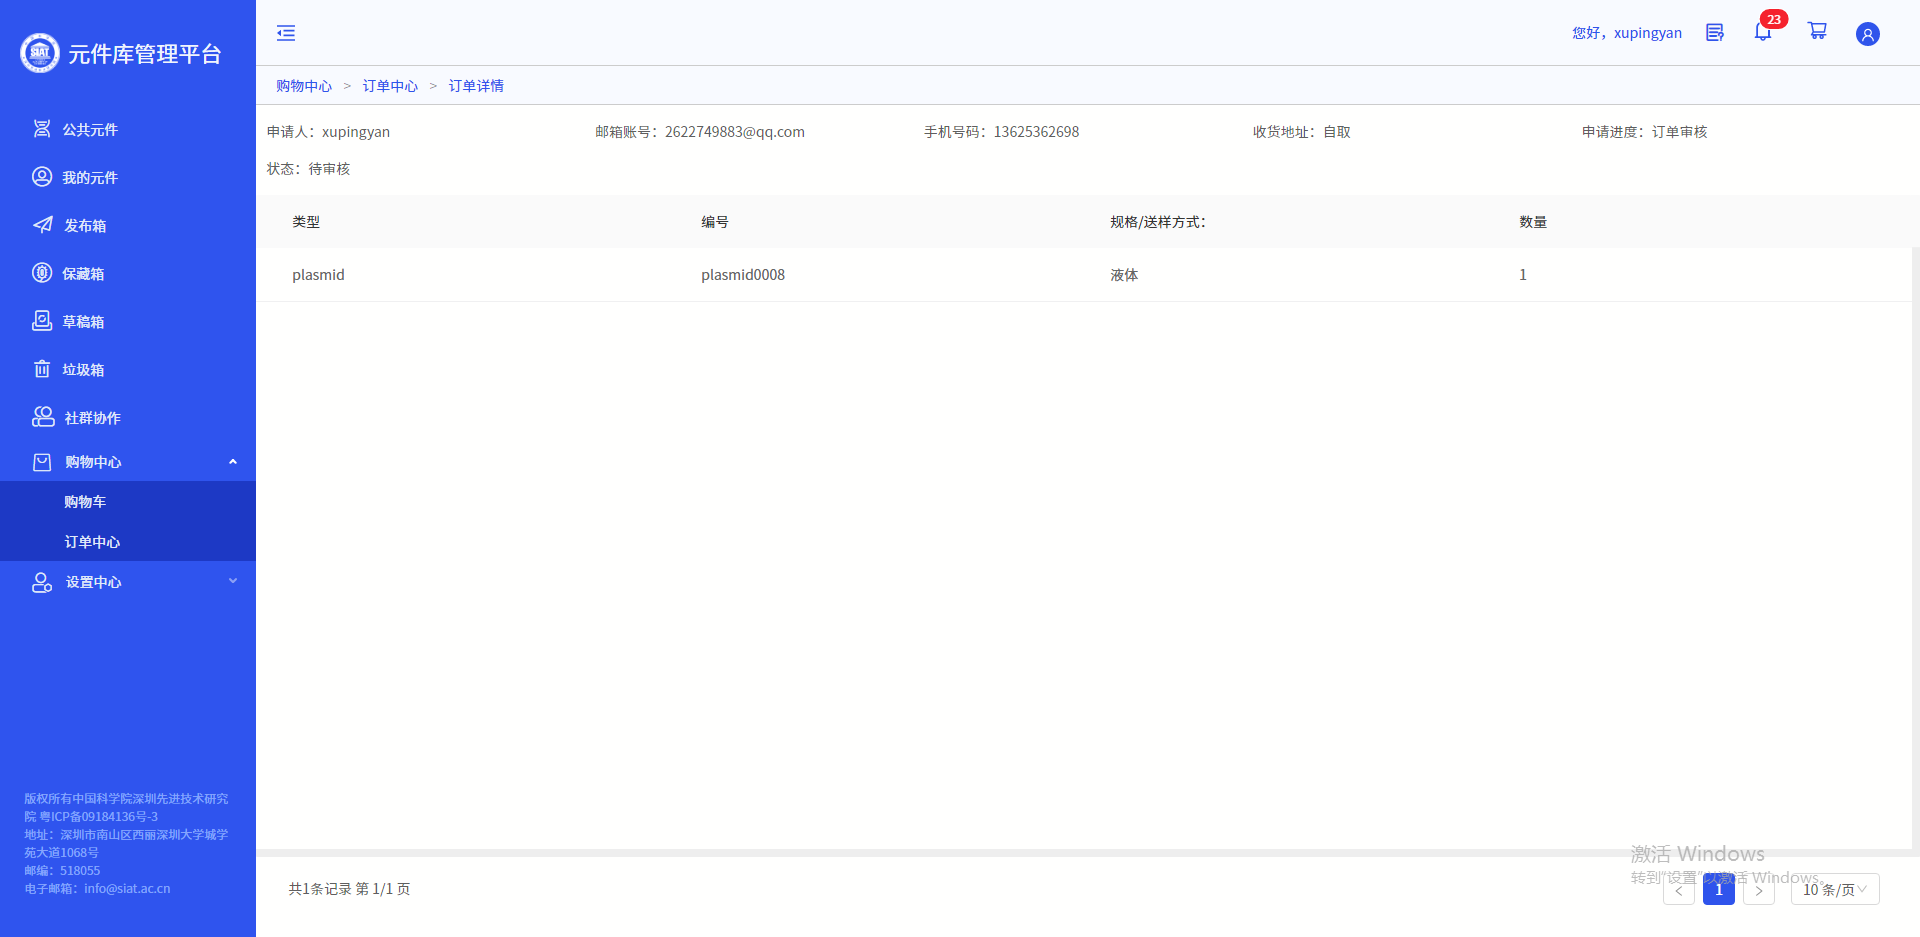 SIAT
元件库管理平台
公共元件
我的元件
发布箱
保藏箱
草稿箱
垃圾箱
社群协作
购物中心
购物车
订单中心
设置中心
版权所有中国科学院深圳先进技术研究
院 粤ICP备09184136号-3
地址：深圳市南山区西丽深圳大学城学
苑大道1068号
邮编：518055
电子邮箱：info@siat.ac.cn
您好，xupingyan
23
购物中心 > 订单中心 > 订单详情
申请人：xupingyan 邮箱账号：2622749883@qq.com 手机号码：13625362698 收货地址：自取 申请进度：订单审核
状态：待审核
类型 编号 规格/送样方式： 数量
plasmid plasmid0008 液体 1
共1条记录 第 1/1 页
激活 Windows
转到"设置"以激活 Windows。
< 1 > 10 条/页